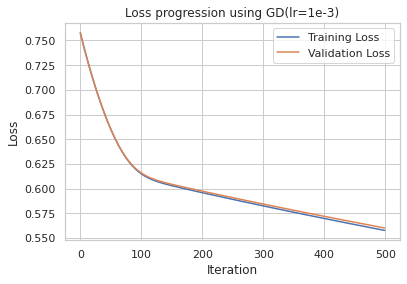 Loss progression using GD(lr=1e-3)
Training Loss
Validation Loss
0.750
0.725
0.700
0.675
0.650
0.625
0.600
0.575
0.550
Loss
0 100 200 300 400 500
Iteration